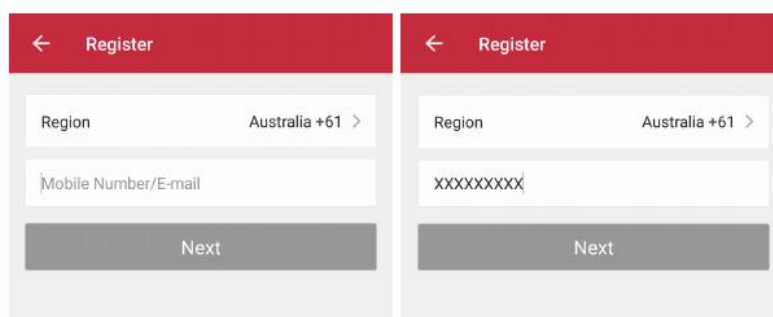 Register
Region Australia +61
Mobile Number/E-mail
Next
Register
Region Australia +61
XXXXXXXXX
Next